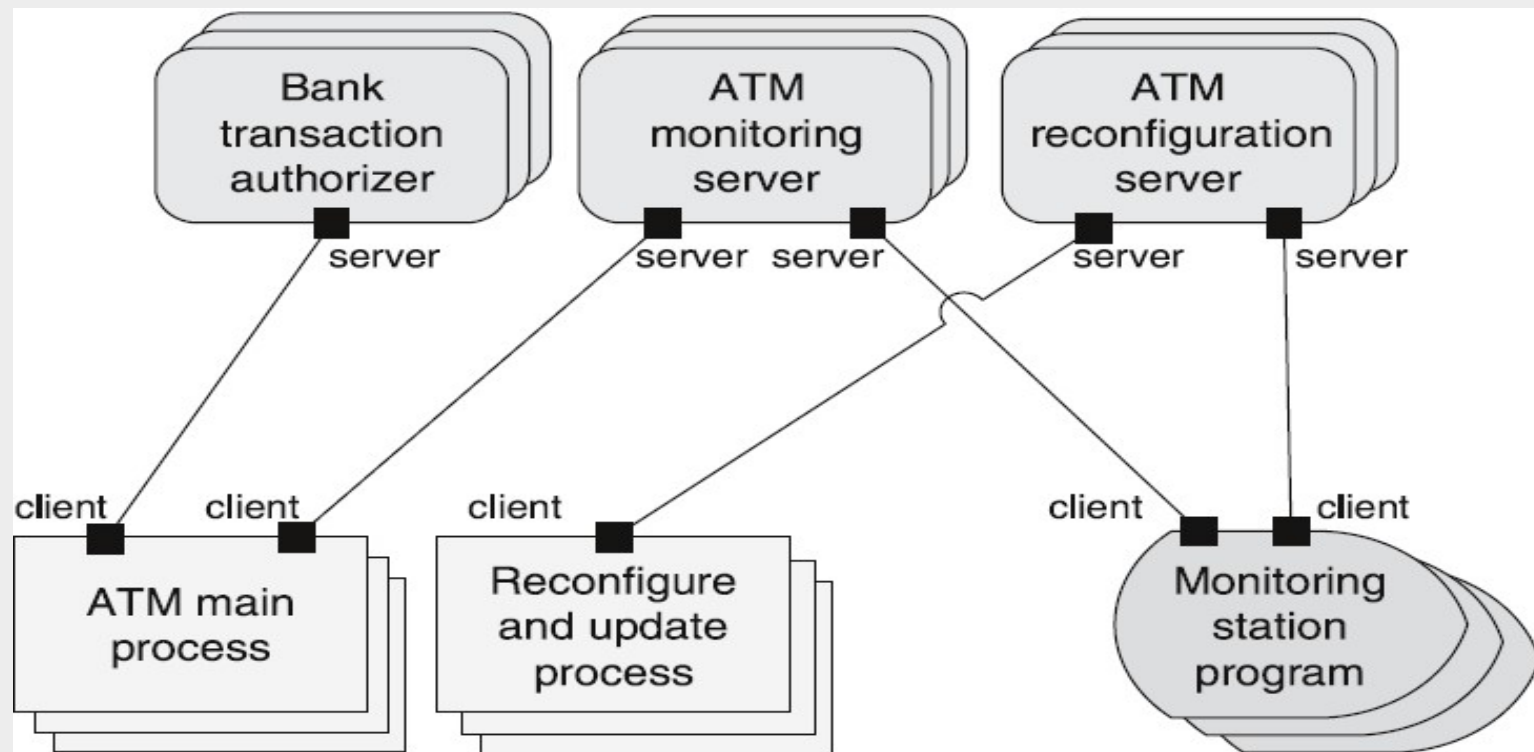 Bank
transaction
authorizer
ATM
monitoring
server
ATM
reconfiguration
server
server
server
server
server
server
client
client
client
client
client
ATM main
process
Reconfigure
and update
process
Monitoring
station
program